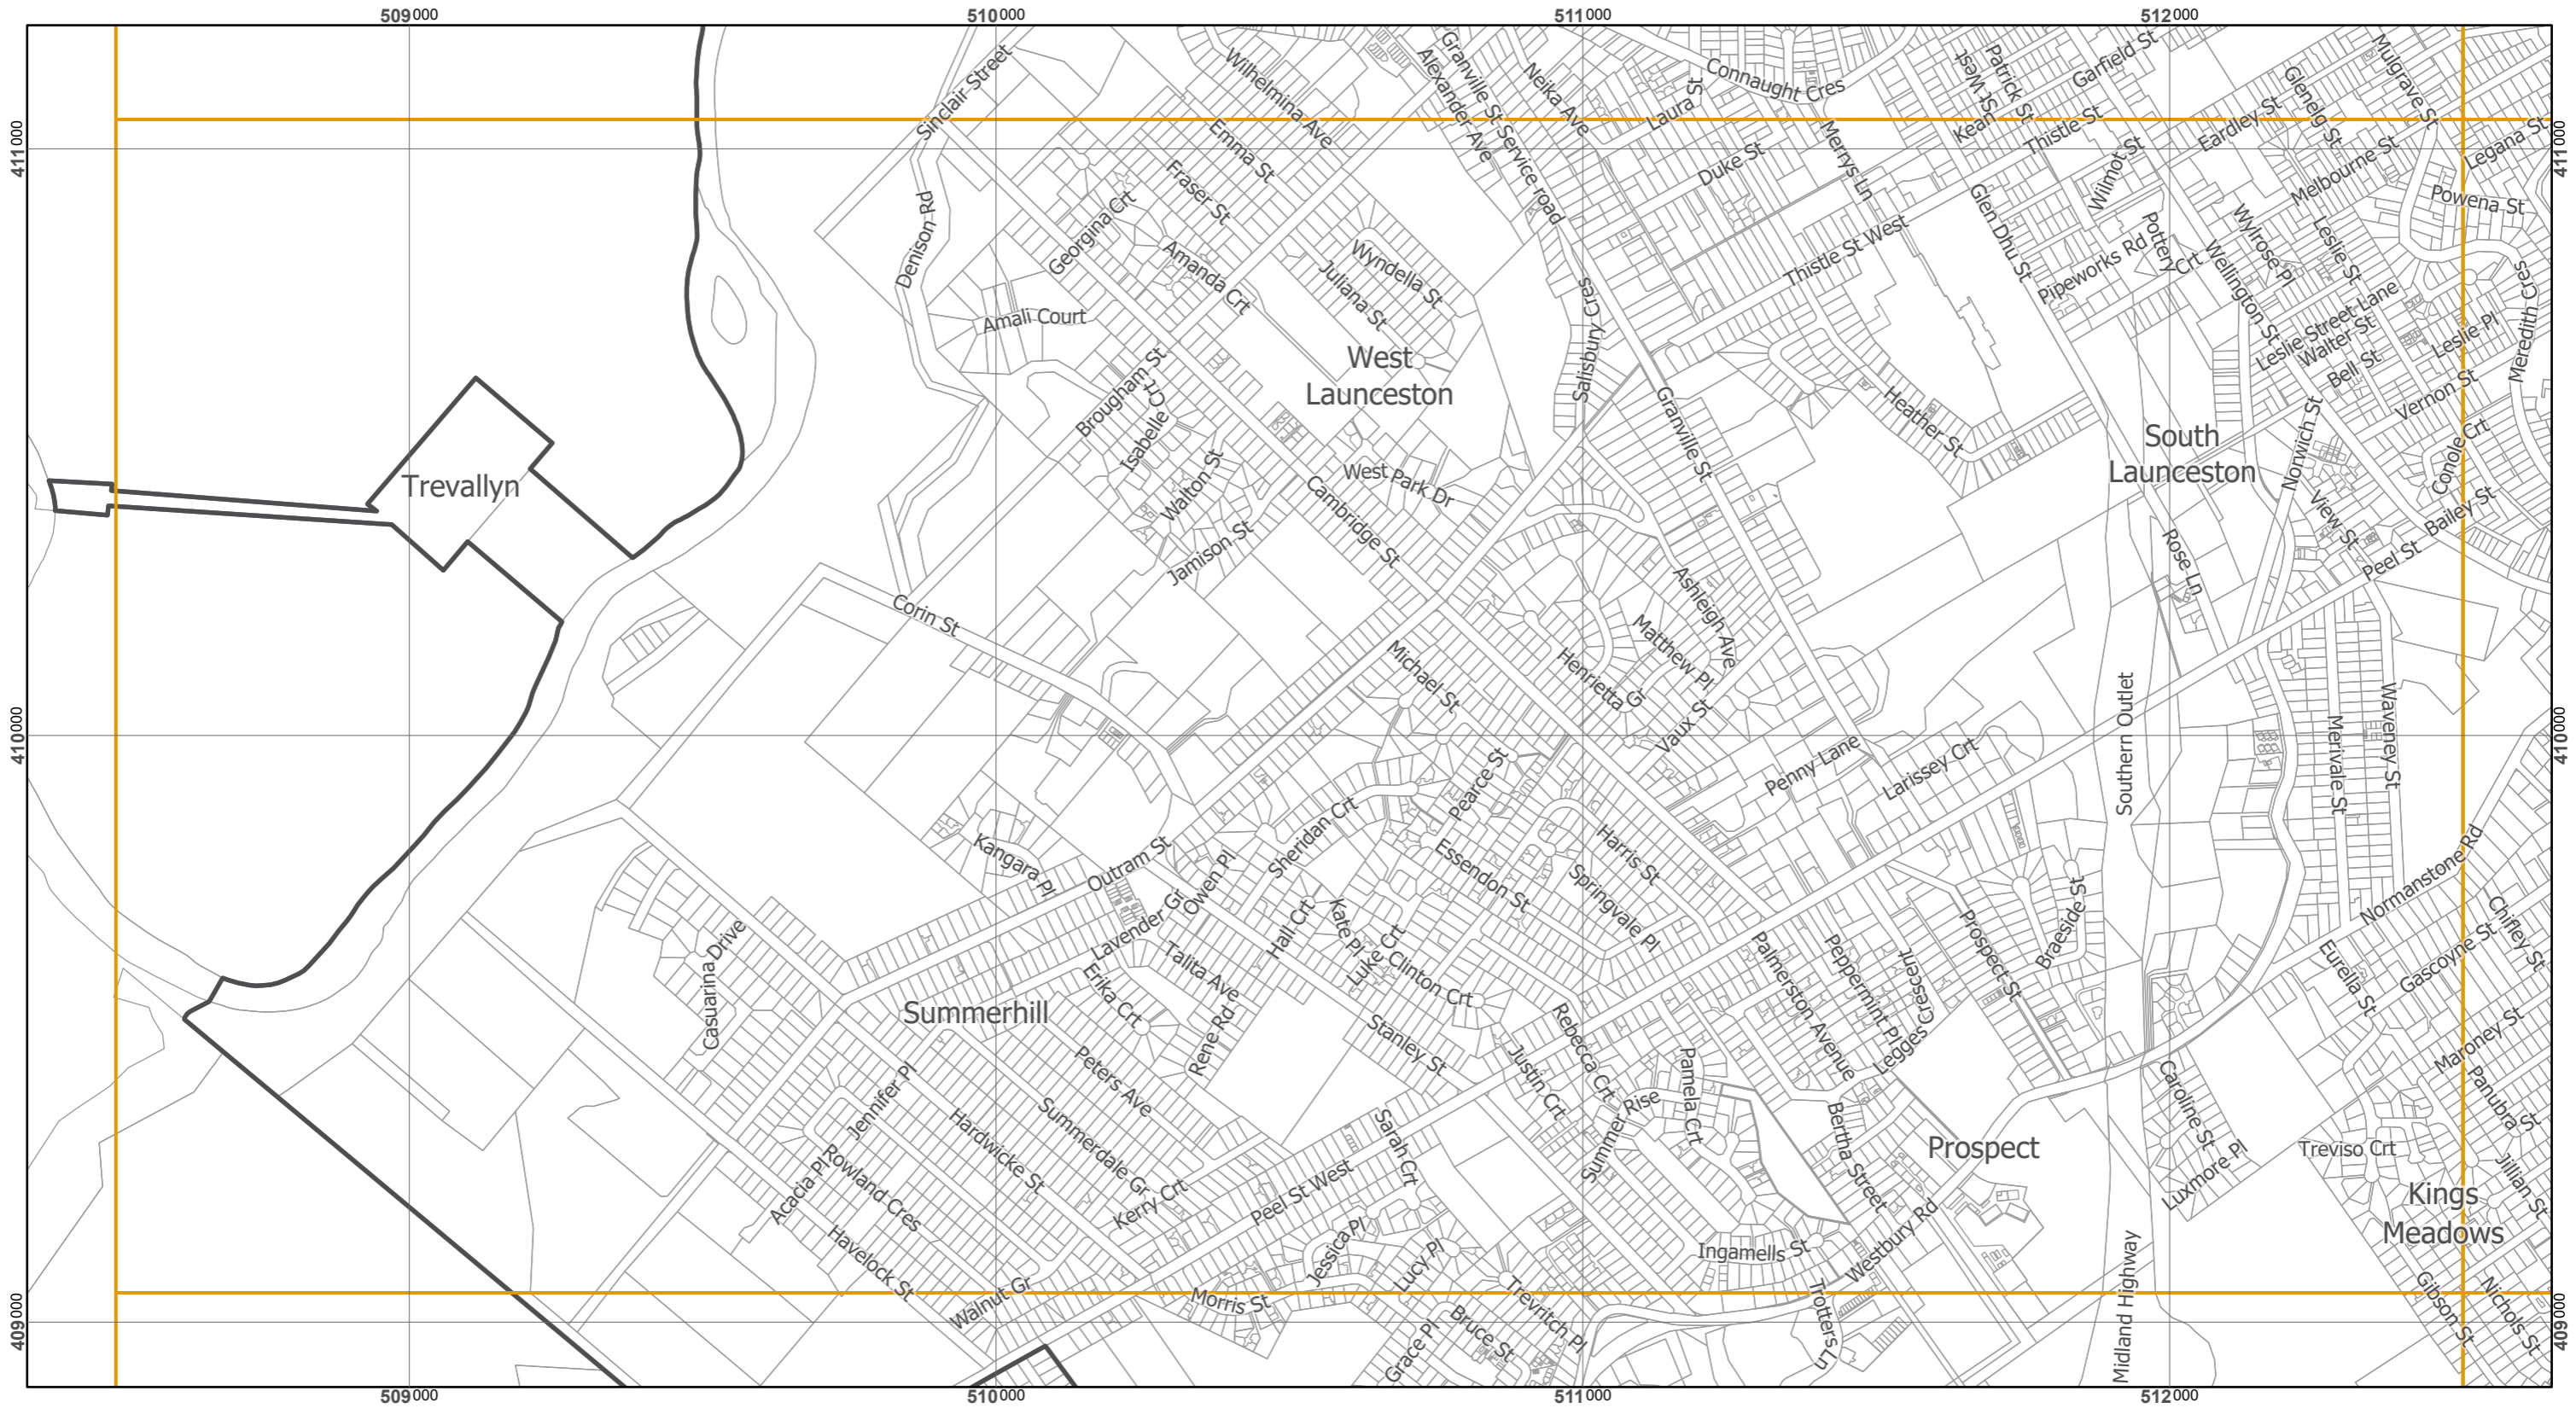 509000
510000
511000
512000
411000
410000
409000
411000
410000
409000
Sinclair Street
Wilhelmina Ave
Granville St Service road
Alexander Ave
Neika Ave
Laura St
Connaught Cres
Merrys Ln
West St
Patrick St
Garfield St
Kean St
Thistle St
Glenelg St
Mulgrave St
Eardley St
Legana St
Emma St
Fraser St
Duke St
Wilmot St
Melbourne St
Powena St
Denison Rd
Georgina Crt
Amanda Crt
Wyndella St
Juliana St
Thistle St West
Glen Dhu St
Pipeworks Rd
Pottery Crt
Wellington St
Wylrose Pl
Leslie St
Meredith Cres
Amali Court
West
Launceston
Salisbury Cres
Leslie Street Lane
Walter St
Leslie Pl
Bell St
Vernon St
Brougham St
Isabelle Crt
Granville St
Heather St
South
Launceston
Norwich St
Conole Crt
Trevallyn
Walton St
West Park Dr
Cambridge St
View St
Bailey St
Peel St
Jamison St
Rose Ln
Corin St
Ashleigh Ave
Matthew Pl
Michael St
Henrietta Gr
Vaux St
Southern Outlet
Merivale St
Waveney St
Penny Lane
Larissey Crt
Pearce St
Sheridan Crt
Kangara Pl
Outram St
Owen Pl
Essendon St
Harris St
Springvale Pl
Normanstone Rd
Lavender Gr
Hall Crt
Kate Pl
Luke Crt
Clinton Crt
Prospect St
Braeside St
Chifley St
Gascoyne St
Eurella St
Casuarina Drive
Talita Ave
Erika Crt
Palmerston Avenue
Peppermint Pl
Legges Crescent
Summerhill
Rene Rd
Stanley St
Rebecca Crt
Justin Crt
Maroney St
Panubra St
Jennifer Pl
Peters Ave
Pamela Crt
Summer Rise
Caroline St
Hardwicke St
Summerdale Gr
Sarah Crt
Bertha Street
Prospect
Treviso Crt
Jillian St
Acacia Pl
Rowland Cres
Kerry Crt
Peel St West
Luxmore Pl
Kings
Meadows
Havelock St
Jessica Pl
Lucy Pl
Ingamells St
Westbury Rd
Midland Highway
Walnut Gr
Morris St
Trevritch Pl
Trotters Ln
Gibson St
Nichols St
Grace Pl
Bruce St
509000
510000
511000
512000